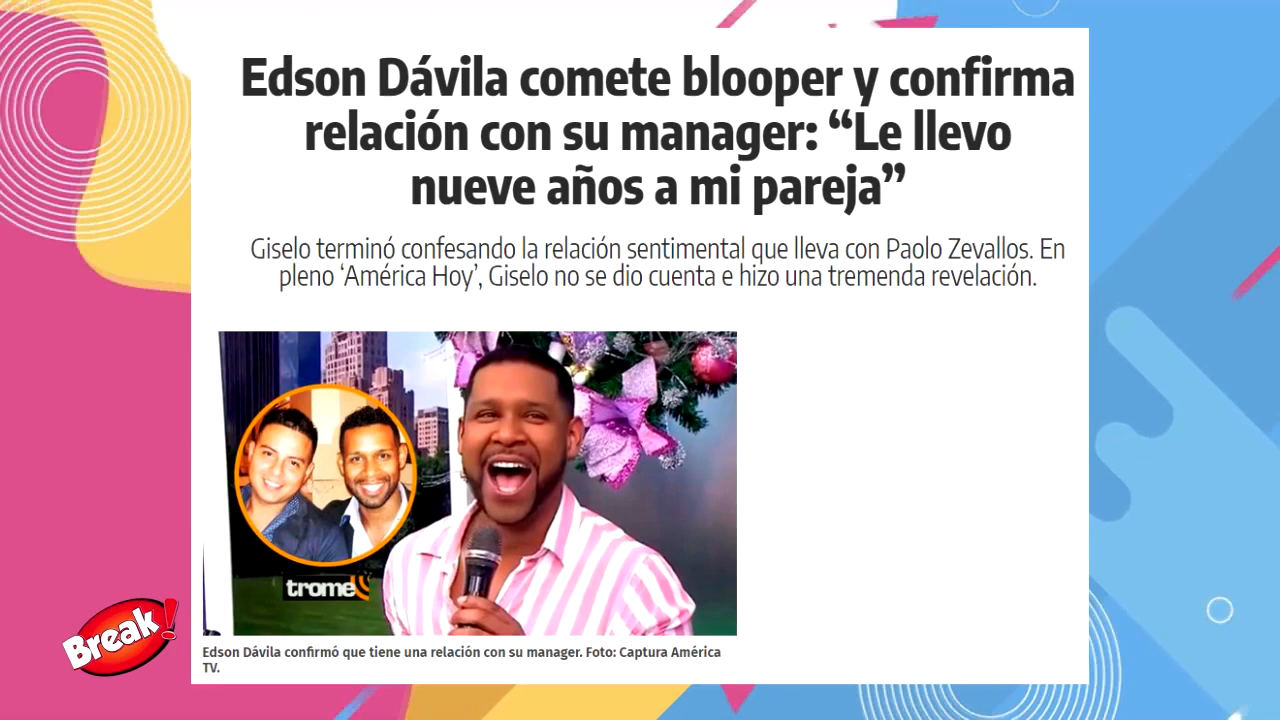 Edson Dávila comete blooper y confirma
relación con su manager: “Le llevo
nueve años a mi pareja”
Giselo terminó confesando la relación sentimental que lleva con Paolo Zevallos. En
pleno ‘América Hoy’, Giselo no se dio cuenta e hizo una tremenda revelación.
trome
Break!
Edson Dávila confirmó que tiene una relación con su manager. Foto: Captura América
TV.